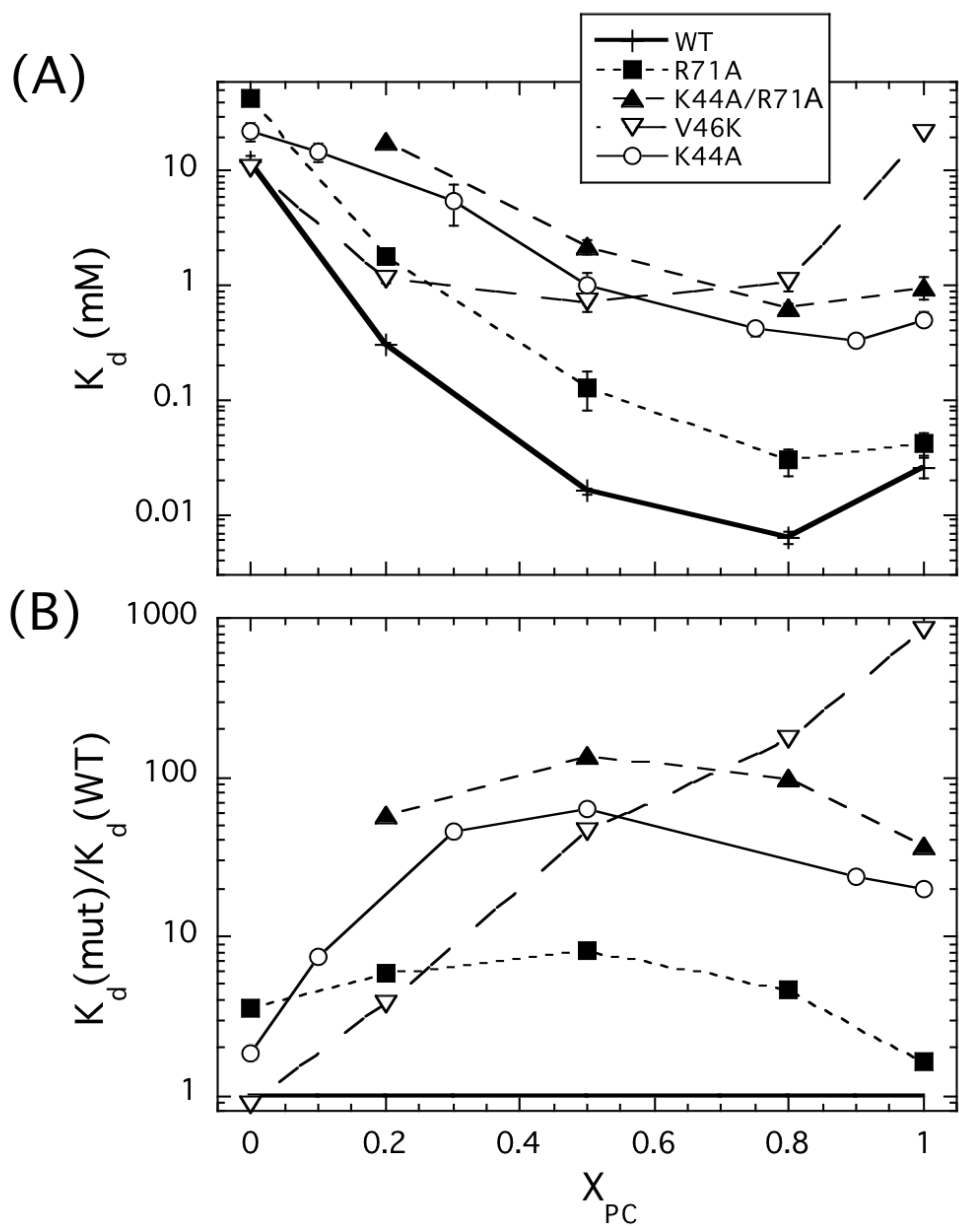 (A)
WT
R71A
K44A/R71A
V46K
K44A
10
1
0.1
0.01
K_d (mM)
(B)
1000
100
10
1
K_d(mut)/K_d (WT)
0 0.2 0.4 0.6 0.8 1
X_PC